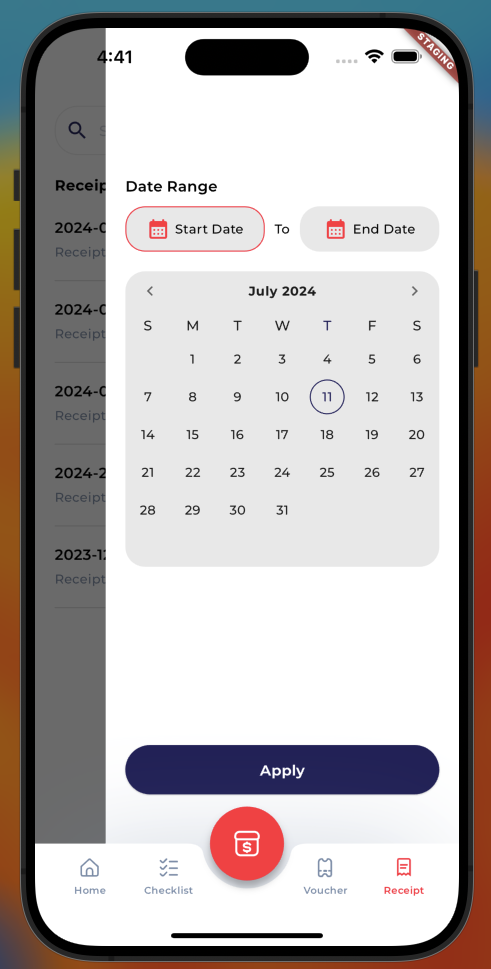 4:41
STAGING
Receip
Date Range
Start Date To End Date
2024-0
Receipt
July 2024
S M T W T F S
2024-0
Receipt
1 2 3 4 5 6
2024-0
7 8 9 10 11 12 13
Receipt
14 15 16 17 18 19 20
2024-2
21 22 23 24 25 26 27
Receipt
28 29 30 31
2023-12
Receipt
Apply
$
Home Checklist Voucher Receipt